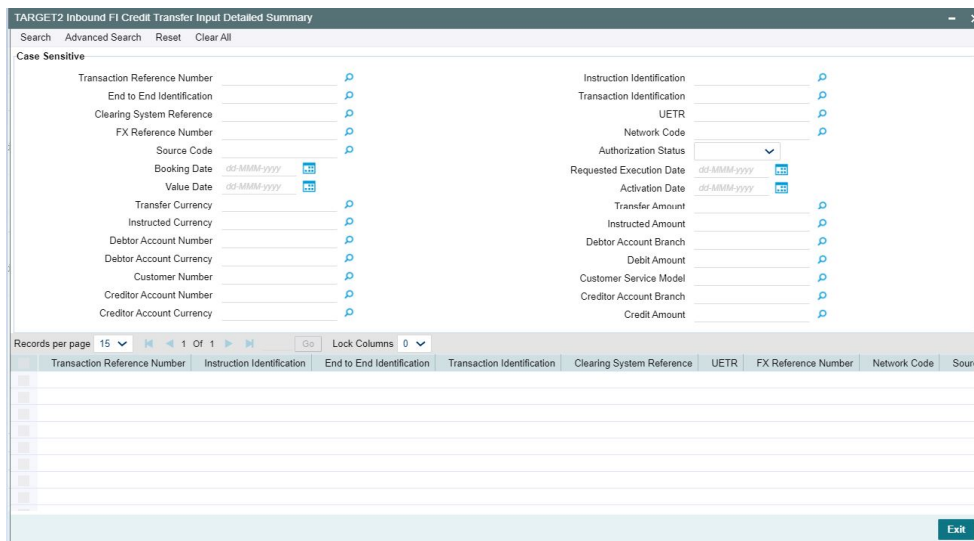 TARGET2 Inbound FI Credit Transfer Input Detailed Summary
Search Advanced Search Reset Clear All
Case Sensitive
Transaction Reference Number Instruction Identification
End to End Identification Transaction Identification
Clearing System Reference UETR
FX Reference Number Network Code
Source Code Authorization Status
Booking Date dd-MMM-yyyy Requested Execution Date dd-MMM-yyyy
Value Date dd-MMM-yyyy Activation Date dd-MMM-yyyy
Transfer Currency Transfer Amount
Instructed Currency Instructed Amount
Debtor Account Number Debtor Account Branch
Debtor Account Currency Debit Amount
Customer Number Customer Service Model
Creditor Account Number Creditor Account Branch
Creditor Account Currency Credit Amount
Records per page 15 1 Of 1 Go Lock Columns 0
Transaction Reference Number Instruction Identification End to End Identification Transaction Identification Clearing System Reference UETR FX Reference Number Network Code Sour
Exit